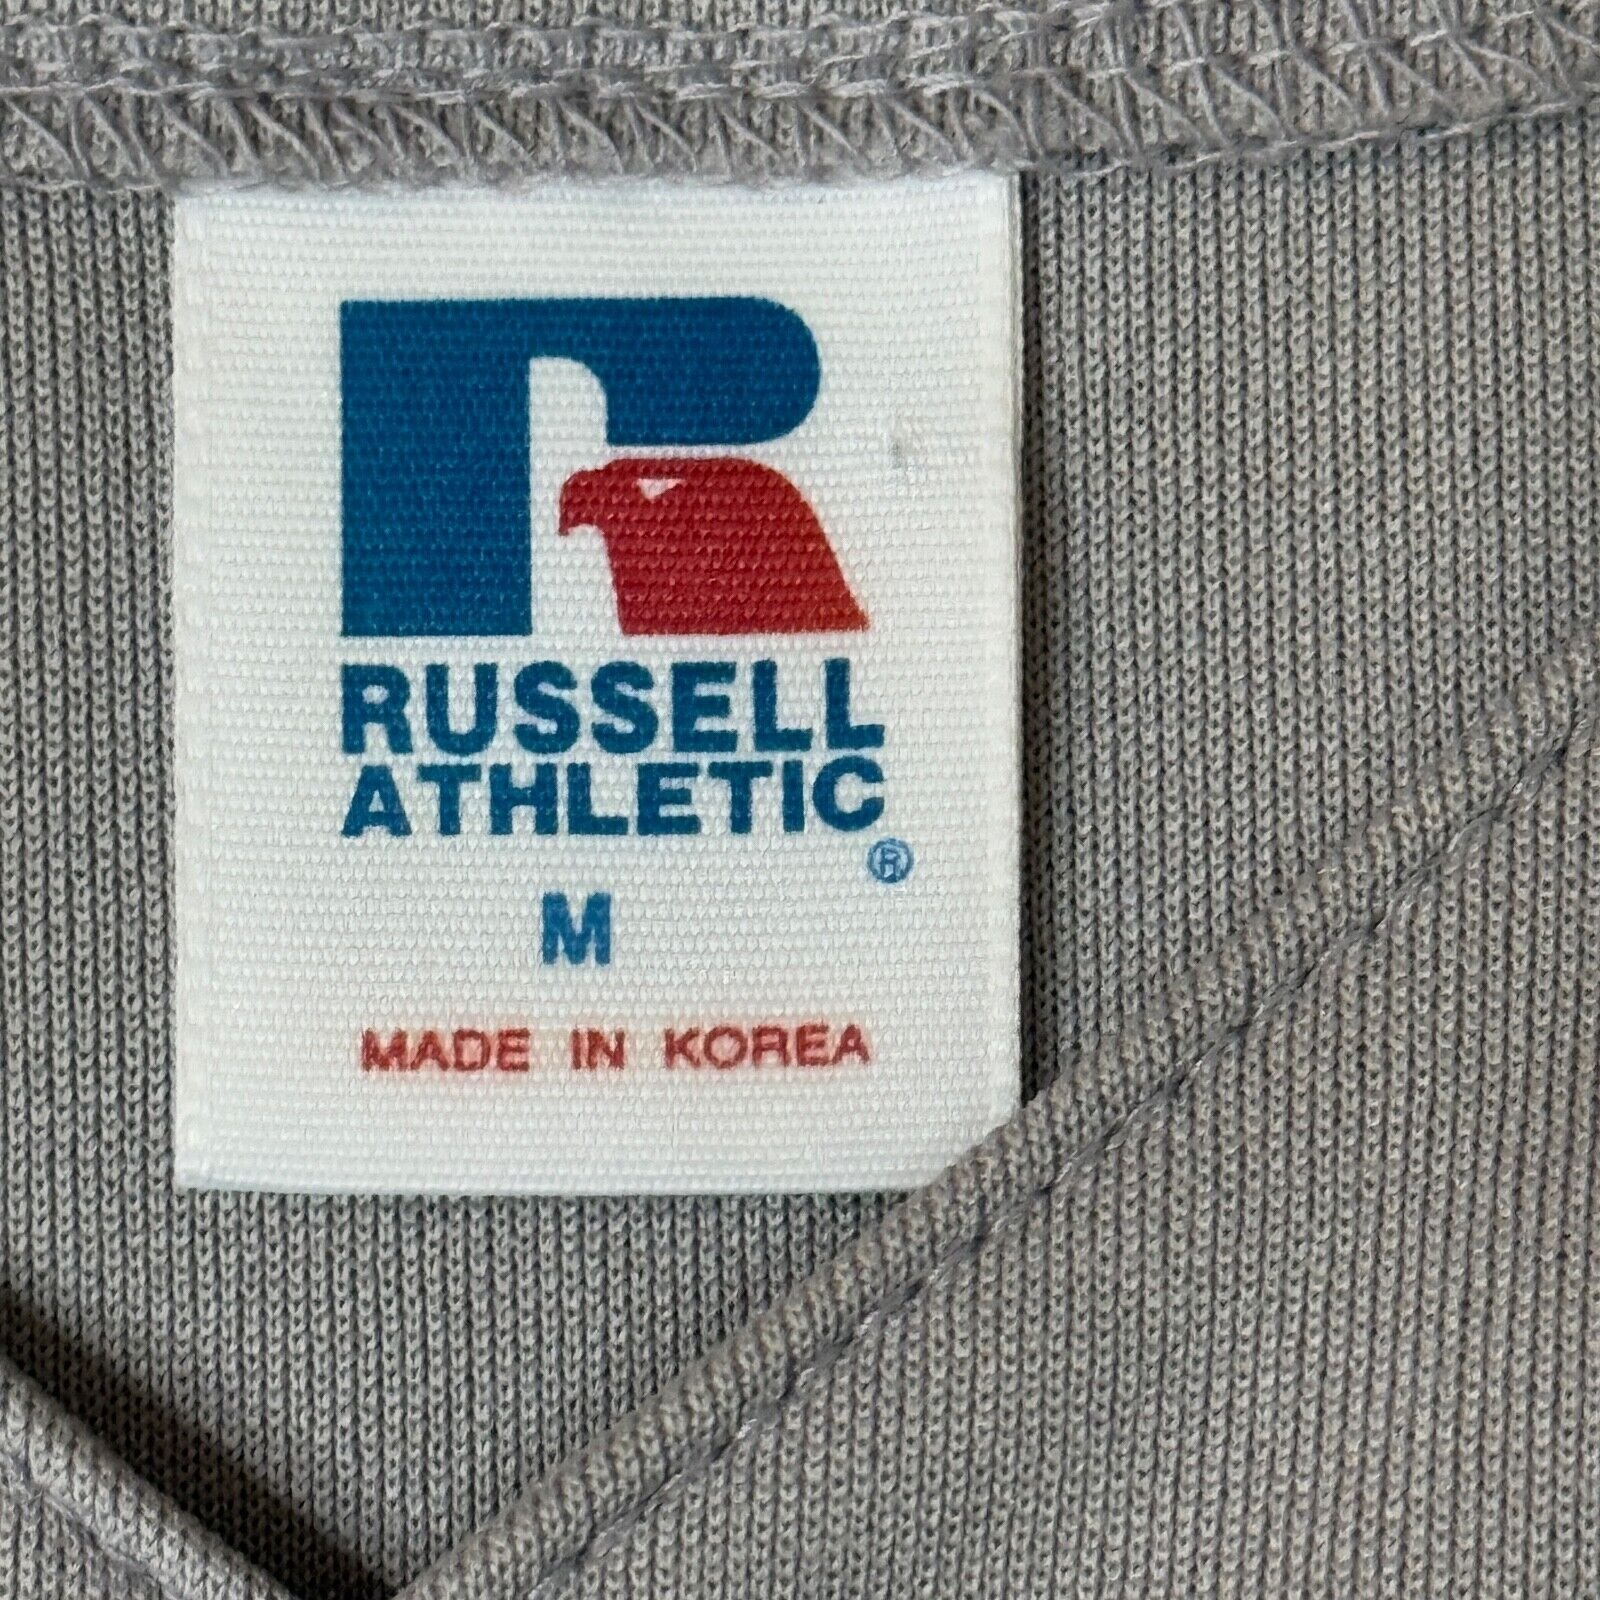 R
RUSSELL
ATHLETIC
®
M
MADE IN KOREA